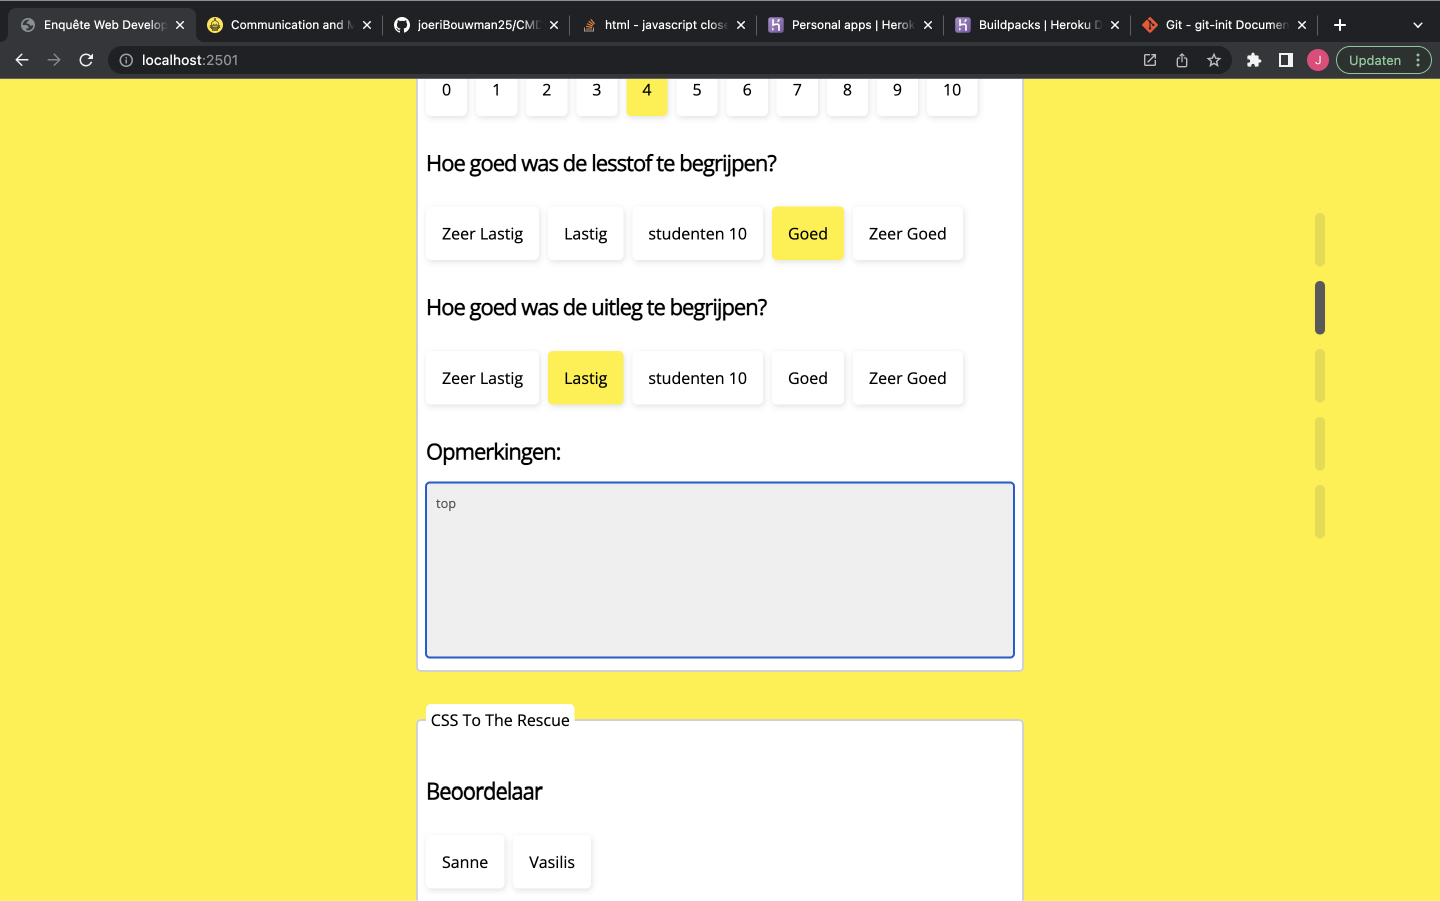 Enquête Web Develop
Communication and M
joeriBouwman25/CMD
html - javascript close
Personal apps | Herok
Buildpacks | Heroku D
Git - git-init Documen
localhost:2501
J
Updaten
0 1 2 3 4 5 6 7 8 9 10
Hoe goed was de lesstof te begrijpen?
Zeer Lastig Lastig studenten 10 Goed Zeer Goed
Hoe goed was de uitleg te begrijpen?
Zeer Lastig Lastig studenten 10 Goed Zeer Goed
Opmerkingen:
top
CSS To The Rescue
Beoordelaar
Sanne Vasilis